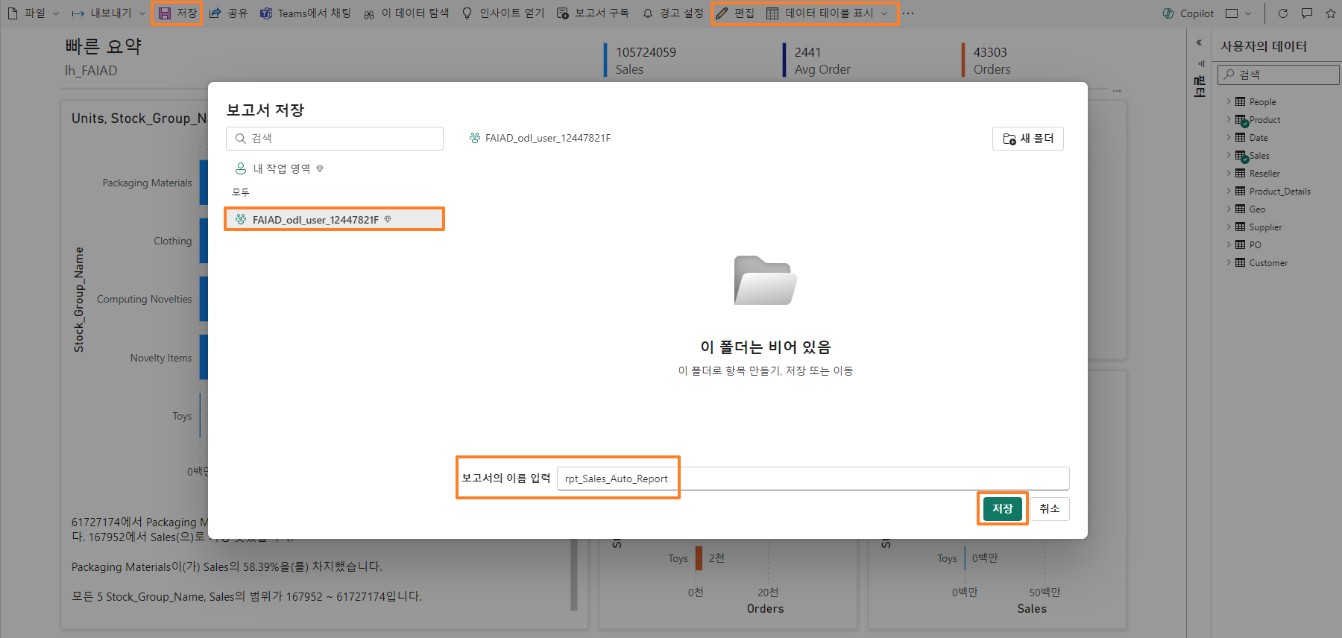 파일 내보내기 저장 공유 Teams에서 채팅 이 데이터 탐색 인사이트 얻기 보고서 구독 경고 설정 편집 데이터 테이블 표시 ... Copilot
빠른 요약
lh_FAIAD
105724059
Sales
2441
Avg Order
43303
Orders
필터
사용자의 데이터
검색
People
Product
Date
Sales
Reseller
Product_Details
Geo
Supplier
PO
Customer
보고서 저장
검색
FAIAD_odl_user_12447821F
새 폴더
내 작업 영역
모두
FAIAD_odl_user_12447821F
이 폴더는 비어 있음
이 폴더로 항목 만들기, 저장 또는 이동
보고서의 이름 입력 rpt_Sales_Auto_Report
저장 취소
Units, Stock_Group_N
Stock_Group_Name
Packaging Materials
Clothing
Computing Novelties
Novelty Items
Toys
0백만
61727174에서 Packaging M
다. 167952에서 Sales(으)로
Packaging Materials이(가) Sales의 58.39%을(를) 차지했습니다.
모든 5 Stock_Group_Name, Sales의 범위가 167952 ~ 61727174입니다.
Toys 2천
0천 20천
Orders
Toys 0백만
0백만 50백만
Sales